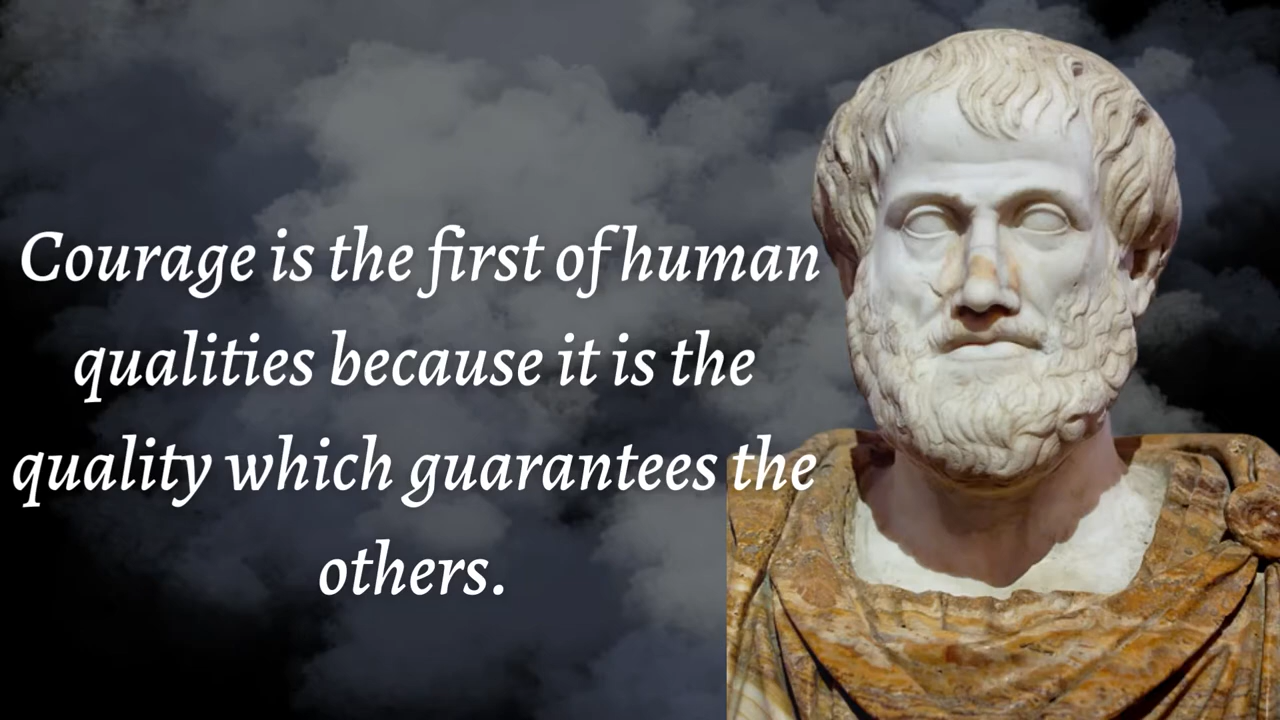 Courage is the first of human
qualities because it is the
quality which guarantees the
others.